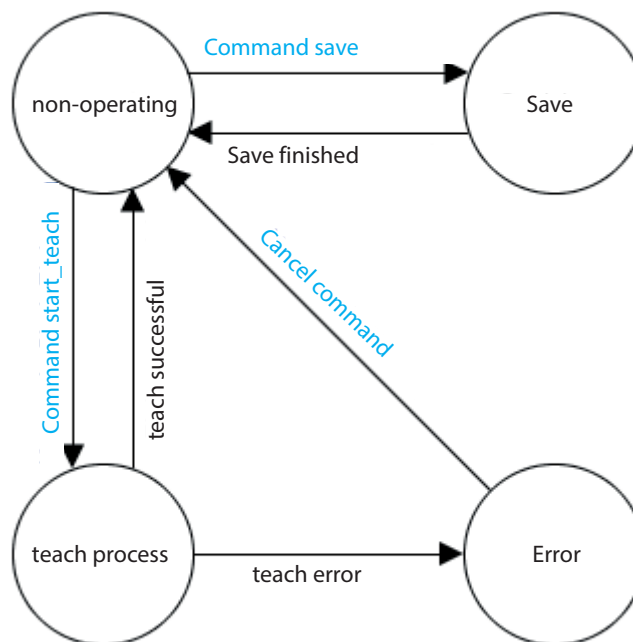 Command save
non-operating
Save
Save finished
Cancel command
Command start_teach
teach successful
teach process
teach error
Error